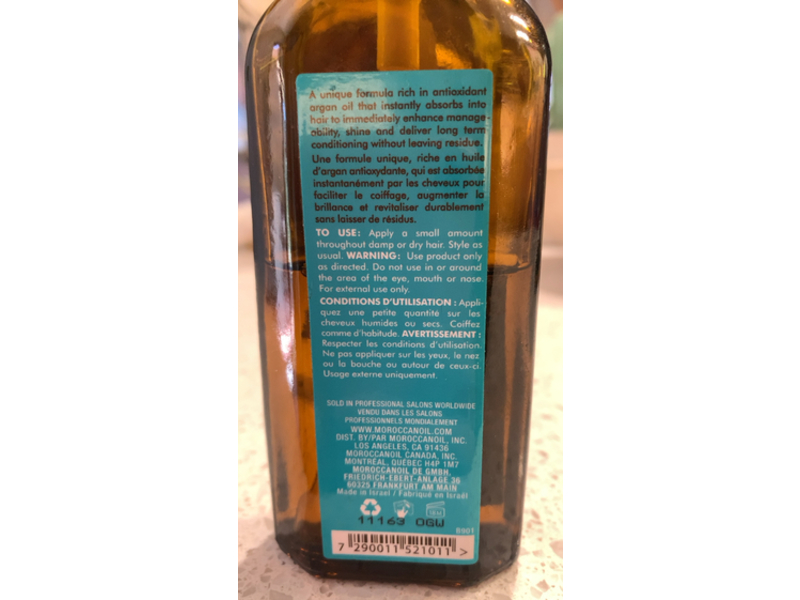 A unique formula rich in antioxidant
argan oil that instantly absorbs into
hair to immediately enhance manage-
ability, shine and deliver long term
conditioning without leaving residue.
Une formule unique, riche en huile
d'argan antioxydante, qui est absorbée
instantanément par les cheveux pour
faciliter le coiffage, augmenter la
brillance et revitaliser durablement
sans laisser de résidus.
TO USE: Apply a small amount
throughout damp or dry hair. Style as
usual. WARNING: Use product only
as directed. Do not use in or around
the area of the eye, mouth or nose.
For external use only.
CONDITIONS D'UTILISATION : Appli-
quez une petite quantité sur les
cheveux humides ou secs. Coiffez
comme d'habitude. AVERTISSEMENT :
Respecter les conditions d'utilisation.
Ne pas appliquer sur les yeux, le nez
ou la bouche ou autour de ceux-ci.
Usage externe uniquement.
SOLD IN PROFESSIONAL SALONS WORLDWIDE
VENDU DANS LES SALONS
PROFESSIONNELS MONDIALEMENT
WWW.MOROCCANOIL.COM
DIST. BY/PAR MOROCCANOIL, INC.
LOS ANGELES, CA 91436
MOROCCANOIL CANADA, INC.
MONTRÉAL, QUÉBEC H4P 1M7
MOROCCANOIL DE GMBH.
FRIEDRICH-EBERT-ANLAGE 36
60325 FRANKFURT AM MAIN
Made in Israel / Fabriqué en Israël
11163 OGW
7 290011 521011 >